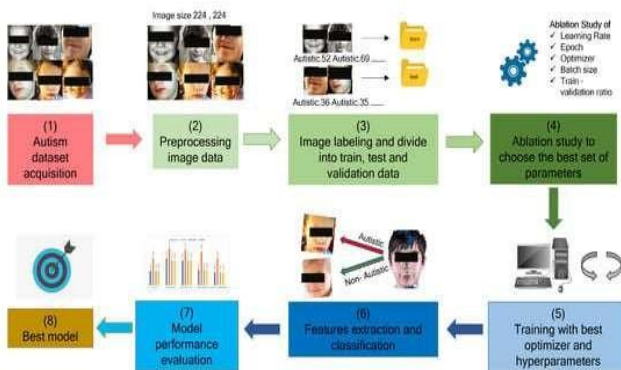 Image size 224 , 224
Autistic.52 Autistic.69 .....
Autistic.36 Autistic.35 .....
Ablation Study of
✓ Learning Rate
✓ Epoch
✓ Optimizer
✓ Batch size
✓ Train -
validation ratio
(1)
Autism
dataset
acquisition
(2)
Preprocessing
image data
(3)
Image labeling and divide
into train, test and
validation data
(4)
Ablation study to
choose the best set of
parameters
(5)
Training with best
optimizer and
hyperparameters
Autistic
Non- Autistic
(6)
Features extraction and
classification
(7)
Model
performance
evaluation
(8)
Best model